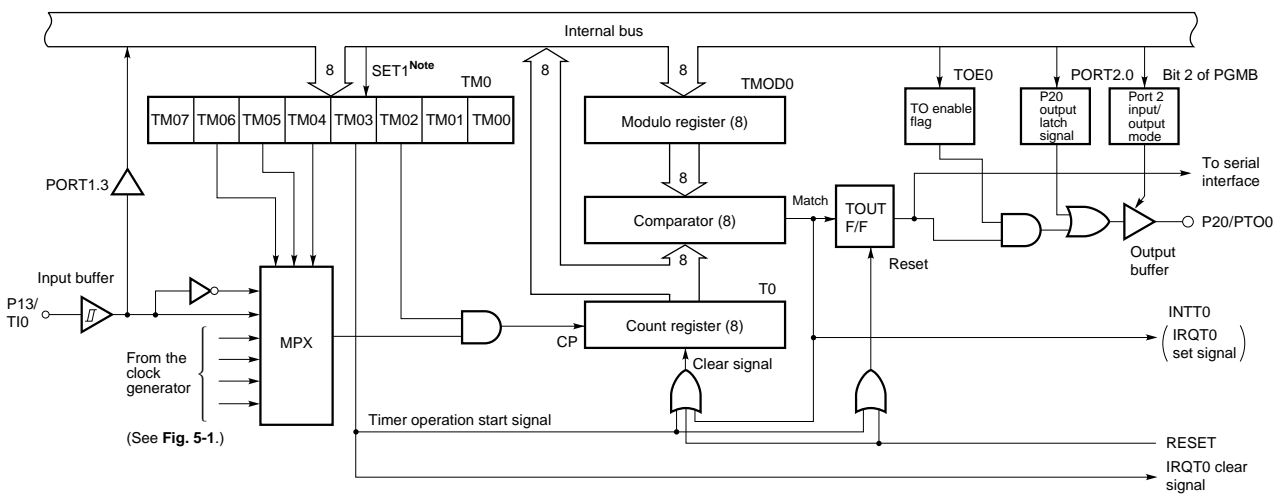 Internal bus
8
SET1Note
TM0
8
8
TMOD0
TOE0
PORT2.0
Bit 2 of PGMB
TM07 TM06 TM05 TM04 TM03 TM02 TM01 TM00
Modulo register (8)
TO enable
flag
P20
output
latch
signal
Port 2
input/
output
mode
PORT1.3
8
To serial
interface
Comparator (8)
Match
TOUT
F/F
P20/PTO0
Output
buffer
8
Reset
Input buffer
P13/
TI0
MPX
T0
Count register (8)
CP
INTT0
( IRQT0
set signal )
From the
clock
generator
Clear signal
(See Fig. 5-1.)
Timer operation start signal
RESET
IRQT0 clear
signal